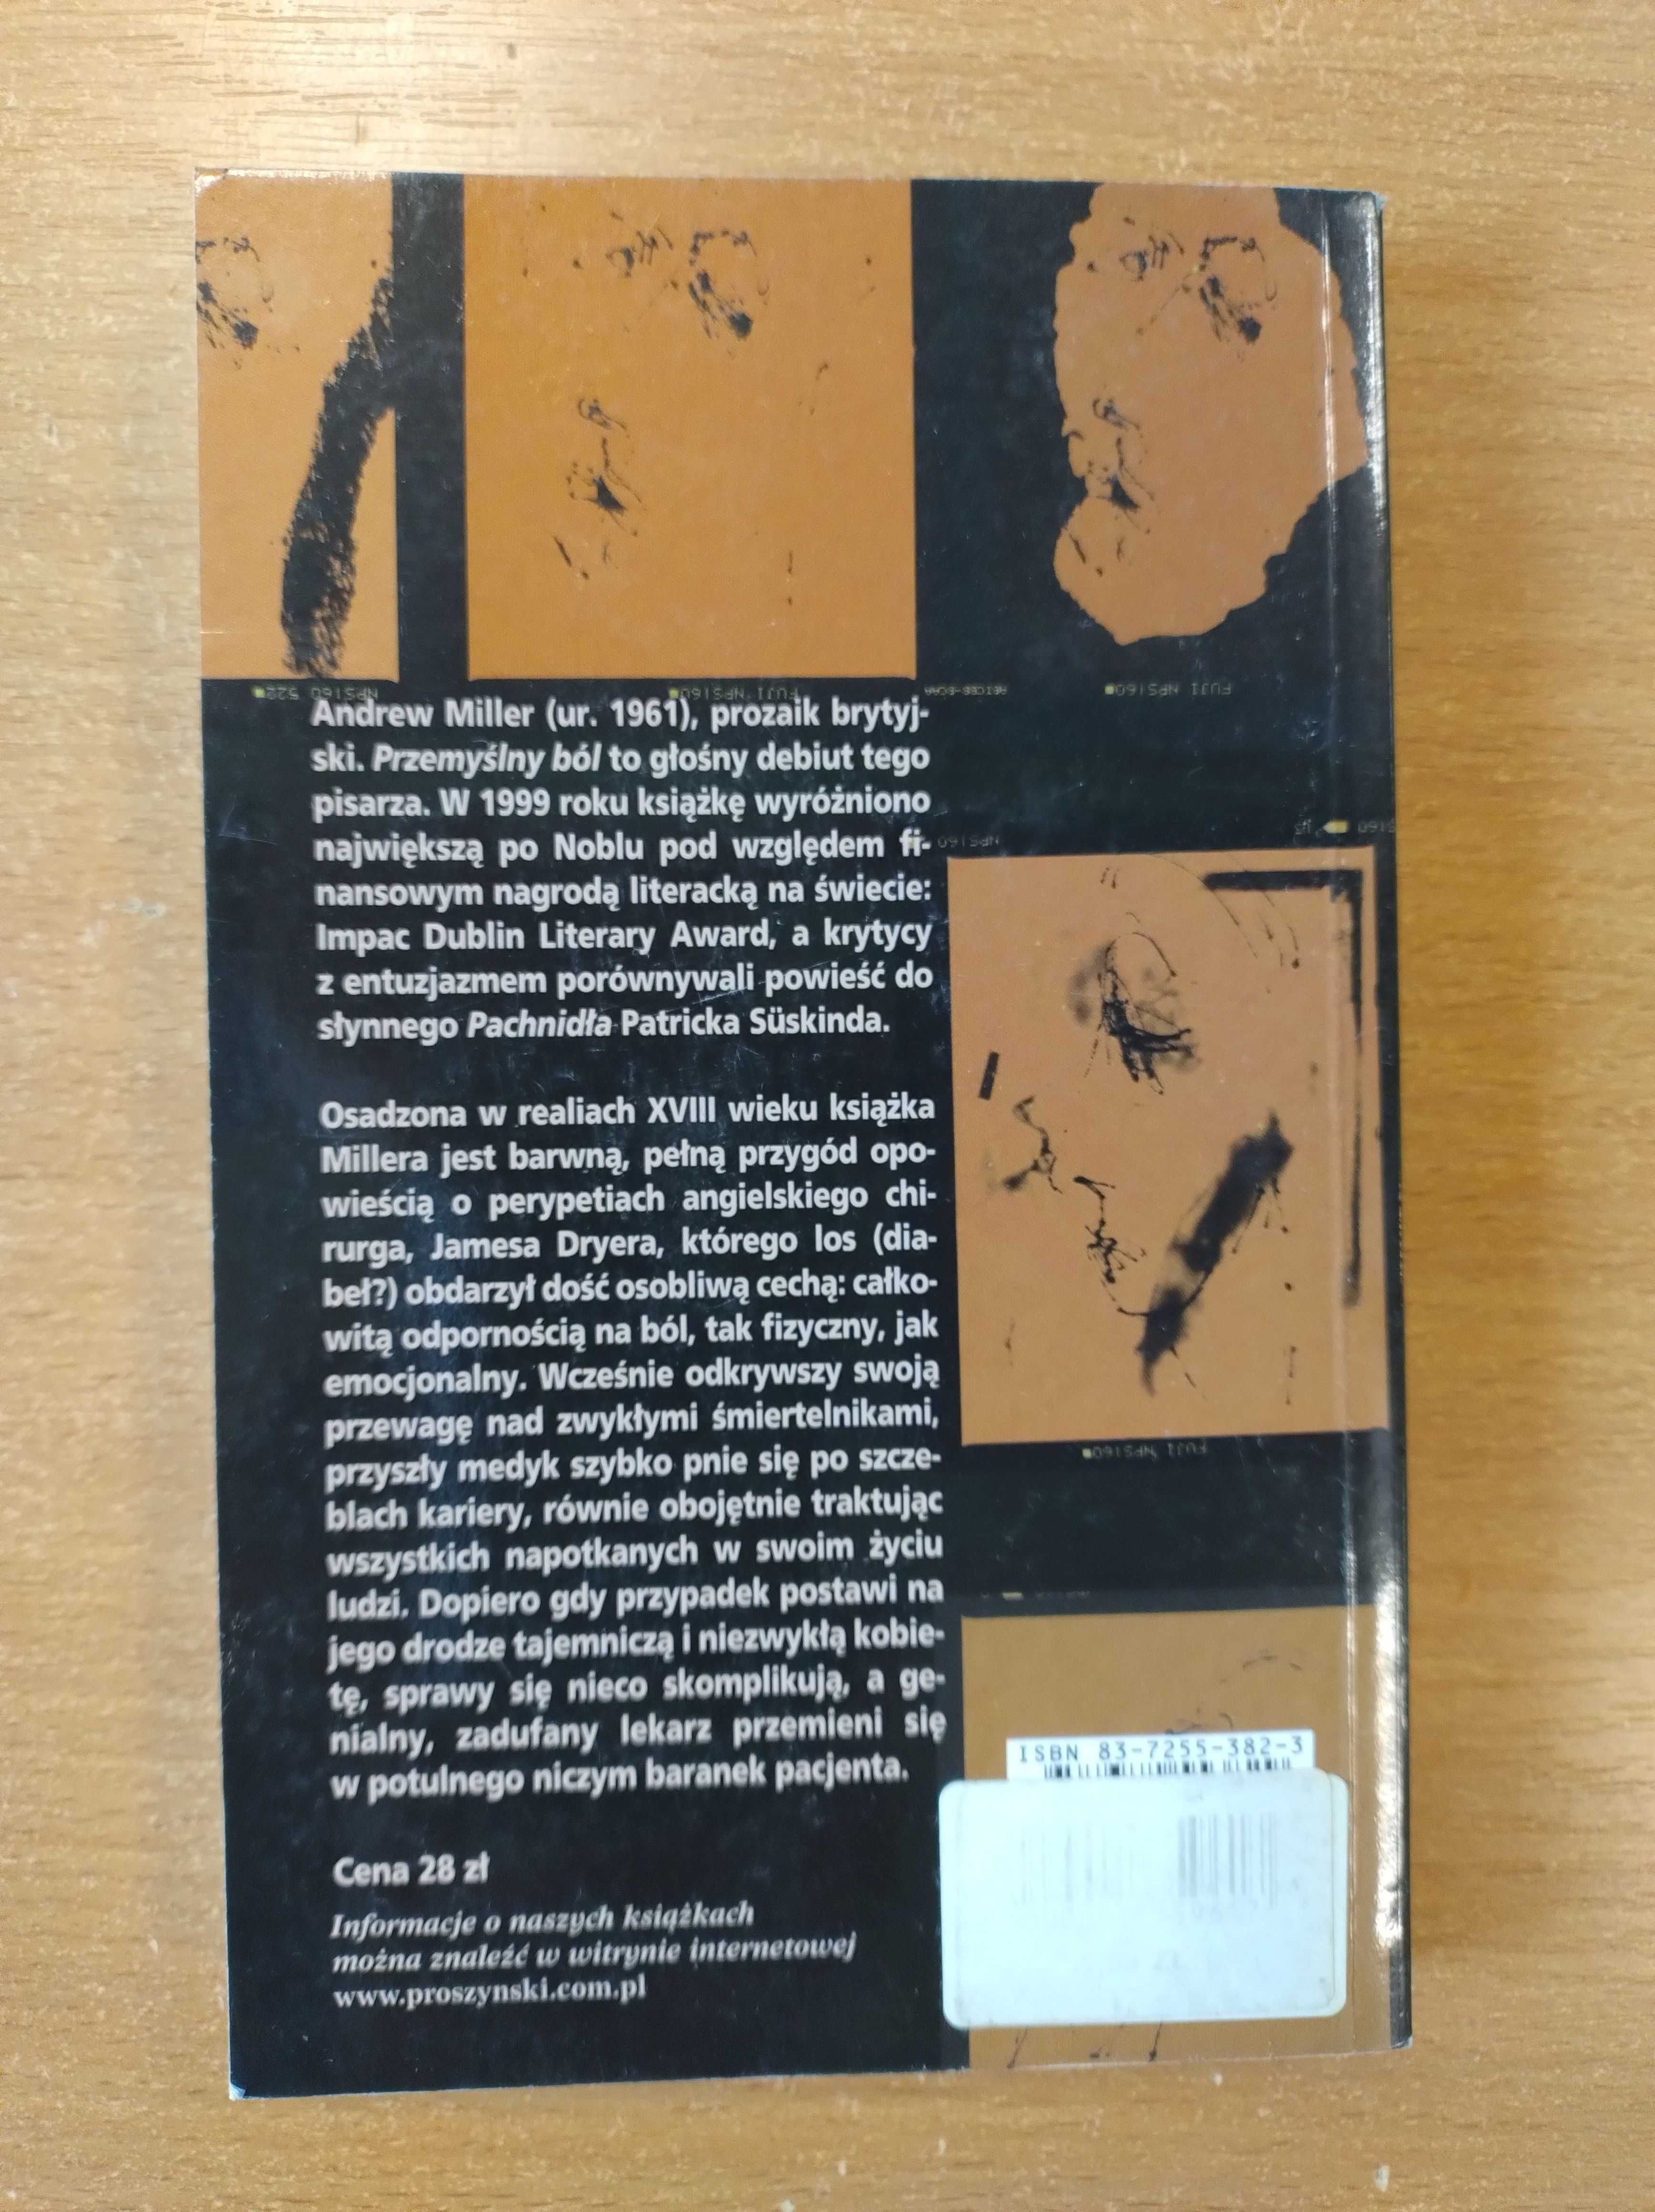 NPS160 522
FUJI NPS160
FUJI NPS160
Andrew Miller (ur. 1961), prozaik brytyj-
ski. Przemyślny ból to głośny debiut tego
pisarza. W 1999 roku książkę wyróżniono
największą po Noblu pod względem fi-
nansowym nagrodą literacką na świecie:
Impac Dublin Literary Award, a krytycy
z entuzjazmem porównywali powieść do
słynnego Pachnidła Patricka Süskinda.
Osadzona w realiach XVIII wieku książka
Millera jest barwną, pełną przygód opo-
wieścią o perypetiach angielskiego chi-
rurga, Jamesa Dryera, którego los (dia-
beł?) obdarzył dość osobliwą cechą: całko-
witą odpornością na ból, tak fizyczny, jak
emocjonalny. Wcześnie odkrywszy swoją
przewagę nad zwykłymi śmiertelnikami,
przyszły medyk szybko pnie się po szcze-
blach kariery, równie obojętnie traktując
wszystkich napotkanych w swoim życiu
ludzi. Dopiero gdy przypadek postawi na
jego drodze tajemniczą i niezwykłą kobie-
tę, sprawy się nieco skomplikują, a ge-
nialny, zadufany lekarz przemieni się
w potulnego niczym baranek pacjenta.
Cena 28 zł
Informacje o naszych książkach
można znaleźć w witrynie internetowej
www.proszynski.com.pl
NPS160
FUJI NPS160
ISBN 83-7255-382-3